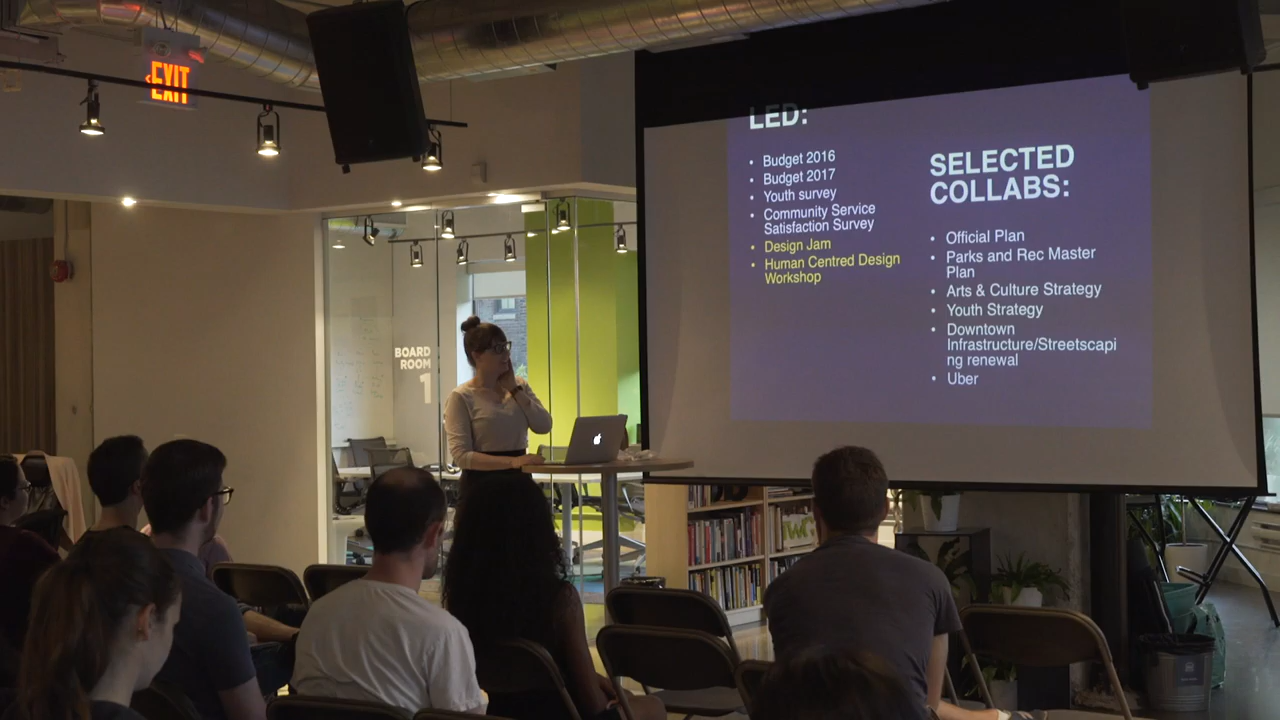 EXIT
BOARD
ROOM
1
LED:
• Budget 2016
• Budget 2017
• Youth survey
• Community Service
Satisfaction Survey
• Design Jam
• Human Centred Design
Workshop
SELECTED
COLLABS:
• Official Plan
• Parks and Rec Master
Plan
• Arts & Culture Strategy
• Youth Strategy
• Downtown
Infrastructure/Streetscapi
ng renewal
• Uber